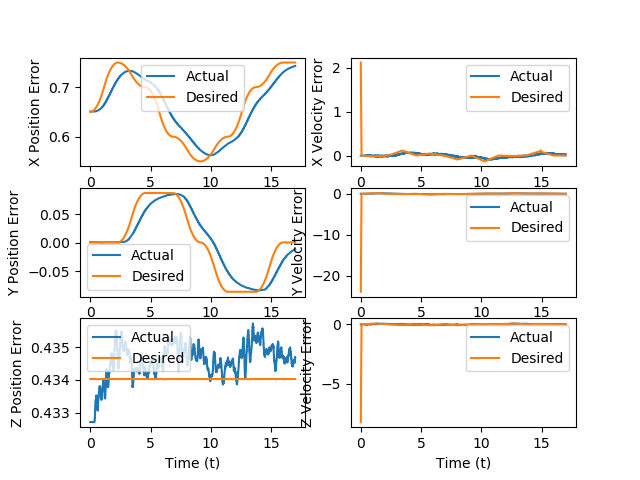 X Position Error
0.7
0.6
Actual
Desired
0 5 10 15
X Velocity Error
2
1
0
Actual
Desired
0 5 10 15
Y Position Error
0.05
0.00
−0.05
Actual
Desired
0 5 10 15
Y Velocity Error
0
−10
−20
Actual
Desired
0 5 10 15
Z Position Error
0.435
0.434
0.433
Actual
Desired
0 5 10 15
Time (t)
Z Velocity Error
0
−5
Actual
Desired
0 5 10 15
Time (t)